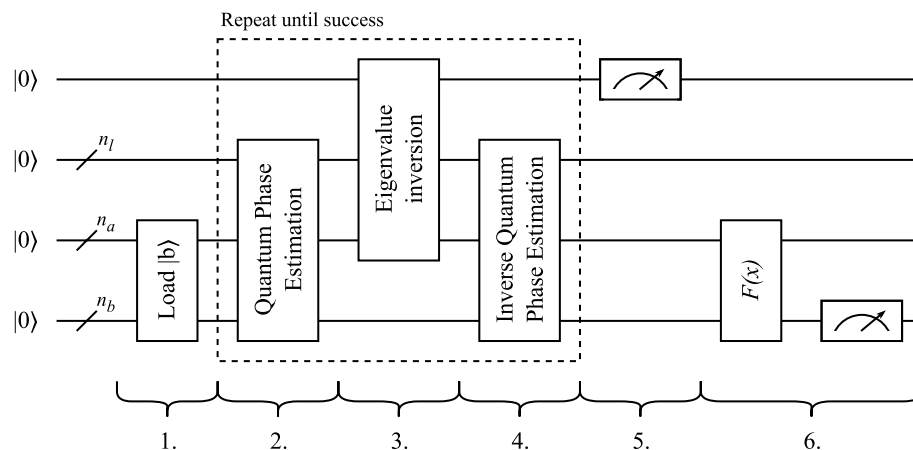 Repeat until success
|0⟩
|0⟩
n_l
|0⟩
n_a
|0⟩
n_b
Load |b⟩
Quantum Phase
Estimation
Eigenvalue
inversion
Inverse Quantum
Phase Estimation
F(x)
1.
2.
3.
4.
5.
6.